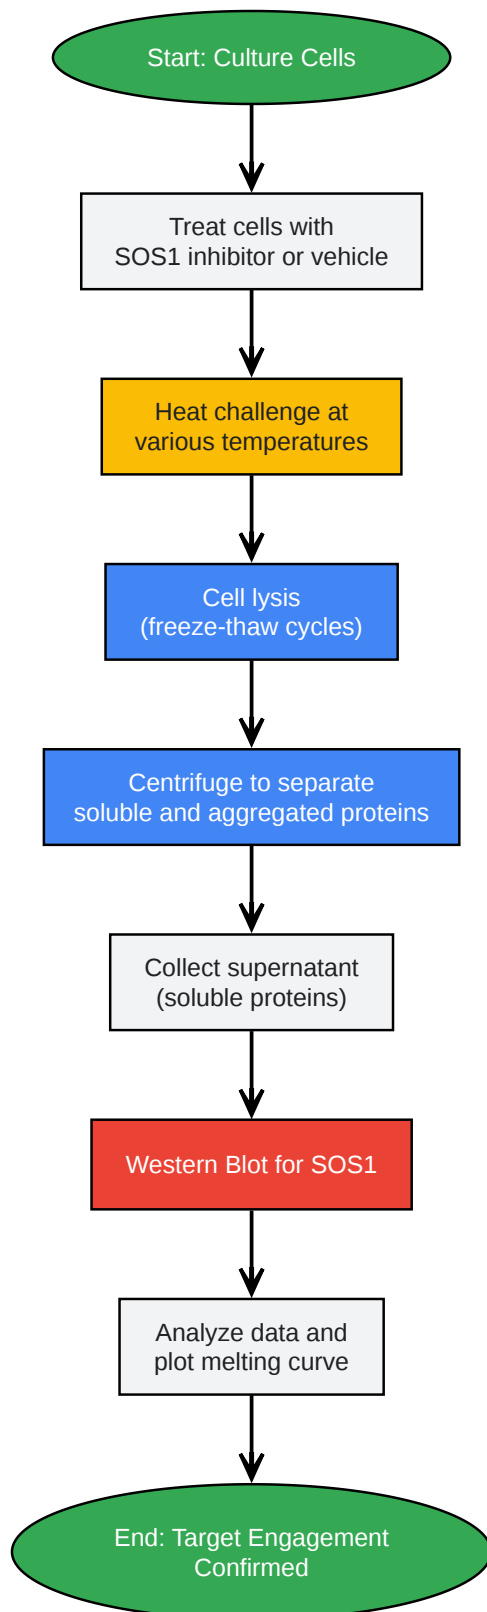 Start: Culture Cells
Treat cells with
SOS1 inhibitor or vehicle
Heat challenge at
various temperatures
Cell lysis
(freeze-thaw cycles)
Centrifuge to separate
soluble and aggregated proteins
Collect supernatant
(soluble proteins)
Western Blot for SOS1
Analyze data and
plot melting curve
End: Target Engagement
Confirmed